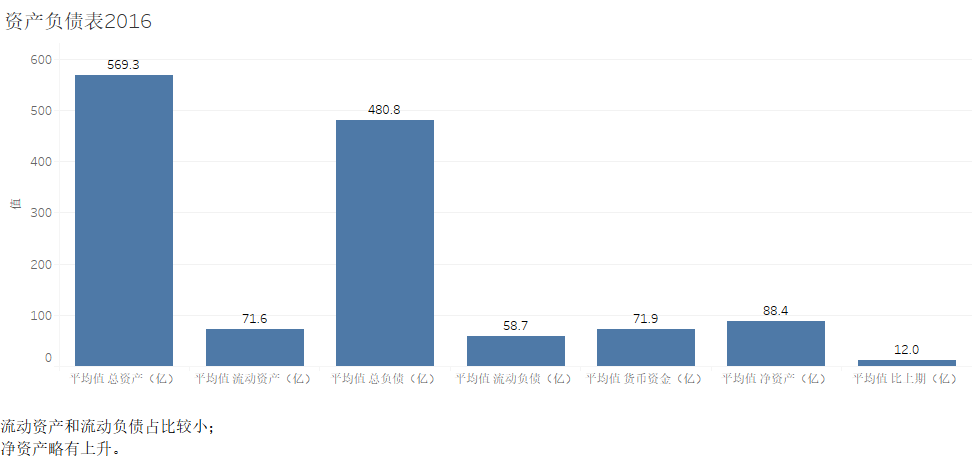 资产负债表2016
600
500
400
300
200
100
0
值
569.3
71.6
480.8
58.7
71.9
88.4
12.0
平均值 总资产（亿）
平均值 流动资产（亿）
平均值 总负债（亿）
平均值 流动负债（亿）
平均值 货币资金（亿）
平均值 净资产（亿）
平均值 比上期（亿）
流动资产和流动负债占比较小；
净资产略有上升。